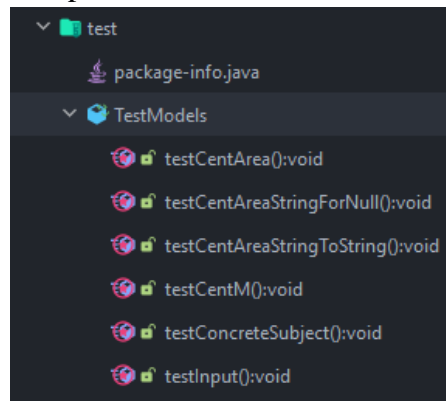 test
package-info.java
TestModels
testCentArea():void
testCentAreaStringForNull():void
testCentAreaStringToString():void
testCentM():void
testConcreteSubject():void
testInput():void